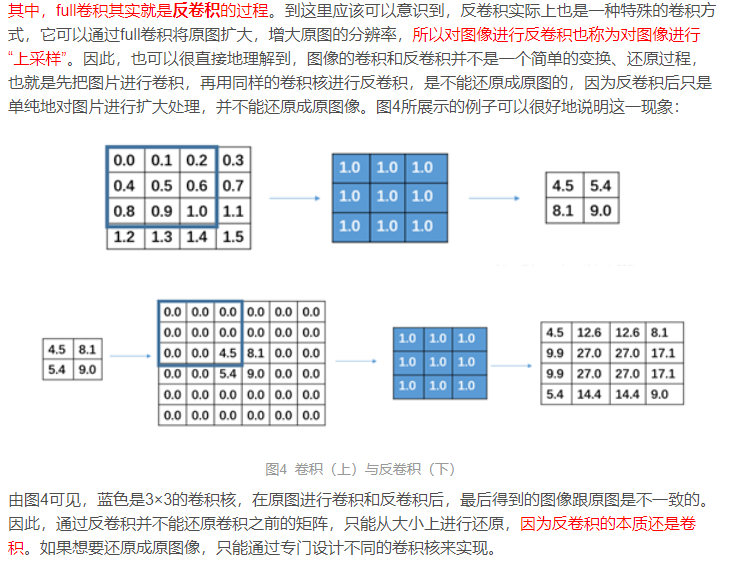 其中，full卷积其实就是反卷积的过程。到这里应该可以意识到，反卷积实际上也是一种特殊的卷积方
式，它可以通过full卷积将原图扩大，增大原图的分辨率，所以对图像进行反卷积也称为对图像进行
“上采样”。因此，也可以很直接地理解到，图像的卷积和反卷积并不是一个简单的变换、还原过程，
也就是先把图片进行卷积，再用同样的卷积核进行反卷积，是不能还原成原图的，因为反卷积后只是
单纯地对图片进行扩大处理，并不能还原成原图像。图4所展示的例子可以很好地说明这一现象：
0.0 0.1 0.2 0.3
0.4 0.5 0.6 0.7
0.8 0.9 1.0 1.1
1.2 1.3 1.4 1.5
1.0 1.0 1.0
1.0 1.0 1.0
1.0 1.0 1.0
4.5 5.4
8.1 9.0
4.5 8.1
5.4 9.0
0.0 0.0 0.0 0.0 0.0 0.0
0.0 0.0 0.0 0.0 0.0 0.0
0.0 0.0 4.5 8.1 0.0 0.0
0.0 0.0 5.4 9.0 0.0 0.0
0.0 0.0 0.0 0.0 0.0 0.0
0.0 0.0 0.0 0.0 0.0 0.0
1.0 1.0 1.0
1.0 1.0 1.0
1.0 1.0 1.0
4.5 12.6 12.6 8.1
9.9 27.0 27.0 17.1
9.9 27.0 27.0 17.1
5.4 14.4 14.4 9.0
图4 卷积（上）与反卷积（下）
由图4可见，蓝色是3×3的卷积核，在原图进行卷积和反卷积后，最后得到的图像跟原图是不一致的。
因此，通过反卷积并不能还原卷积之前的矩阵，只能从大小上进行还原，因为反卷积的本质还是卷
积。如果想要还原成原图像，只能通过专门设计不同的卷积核来实现。